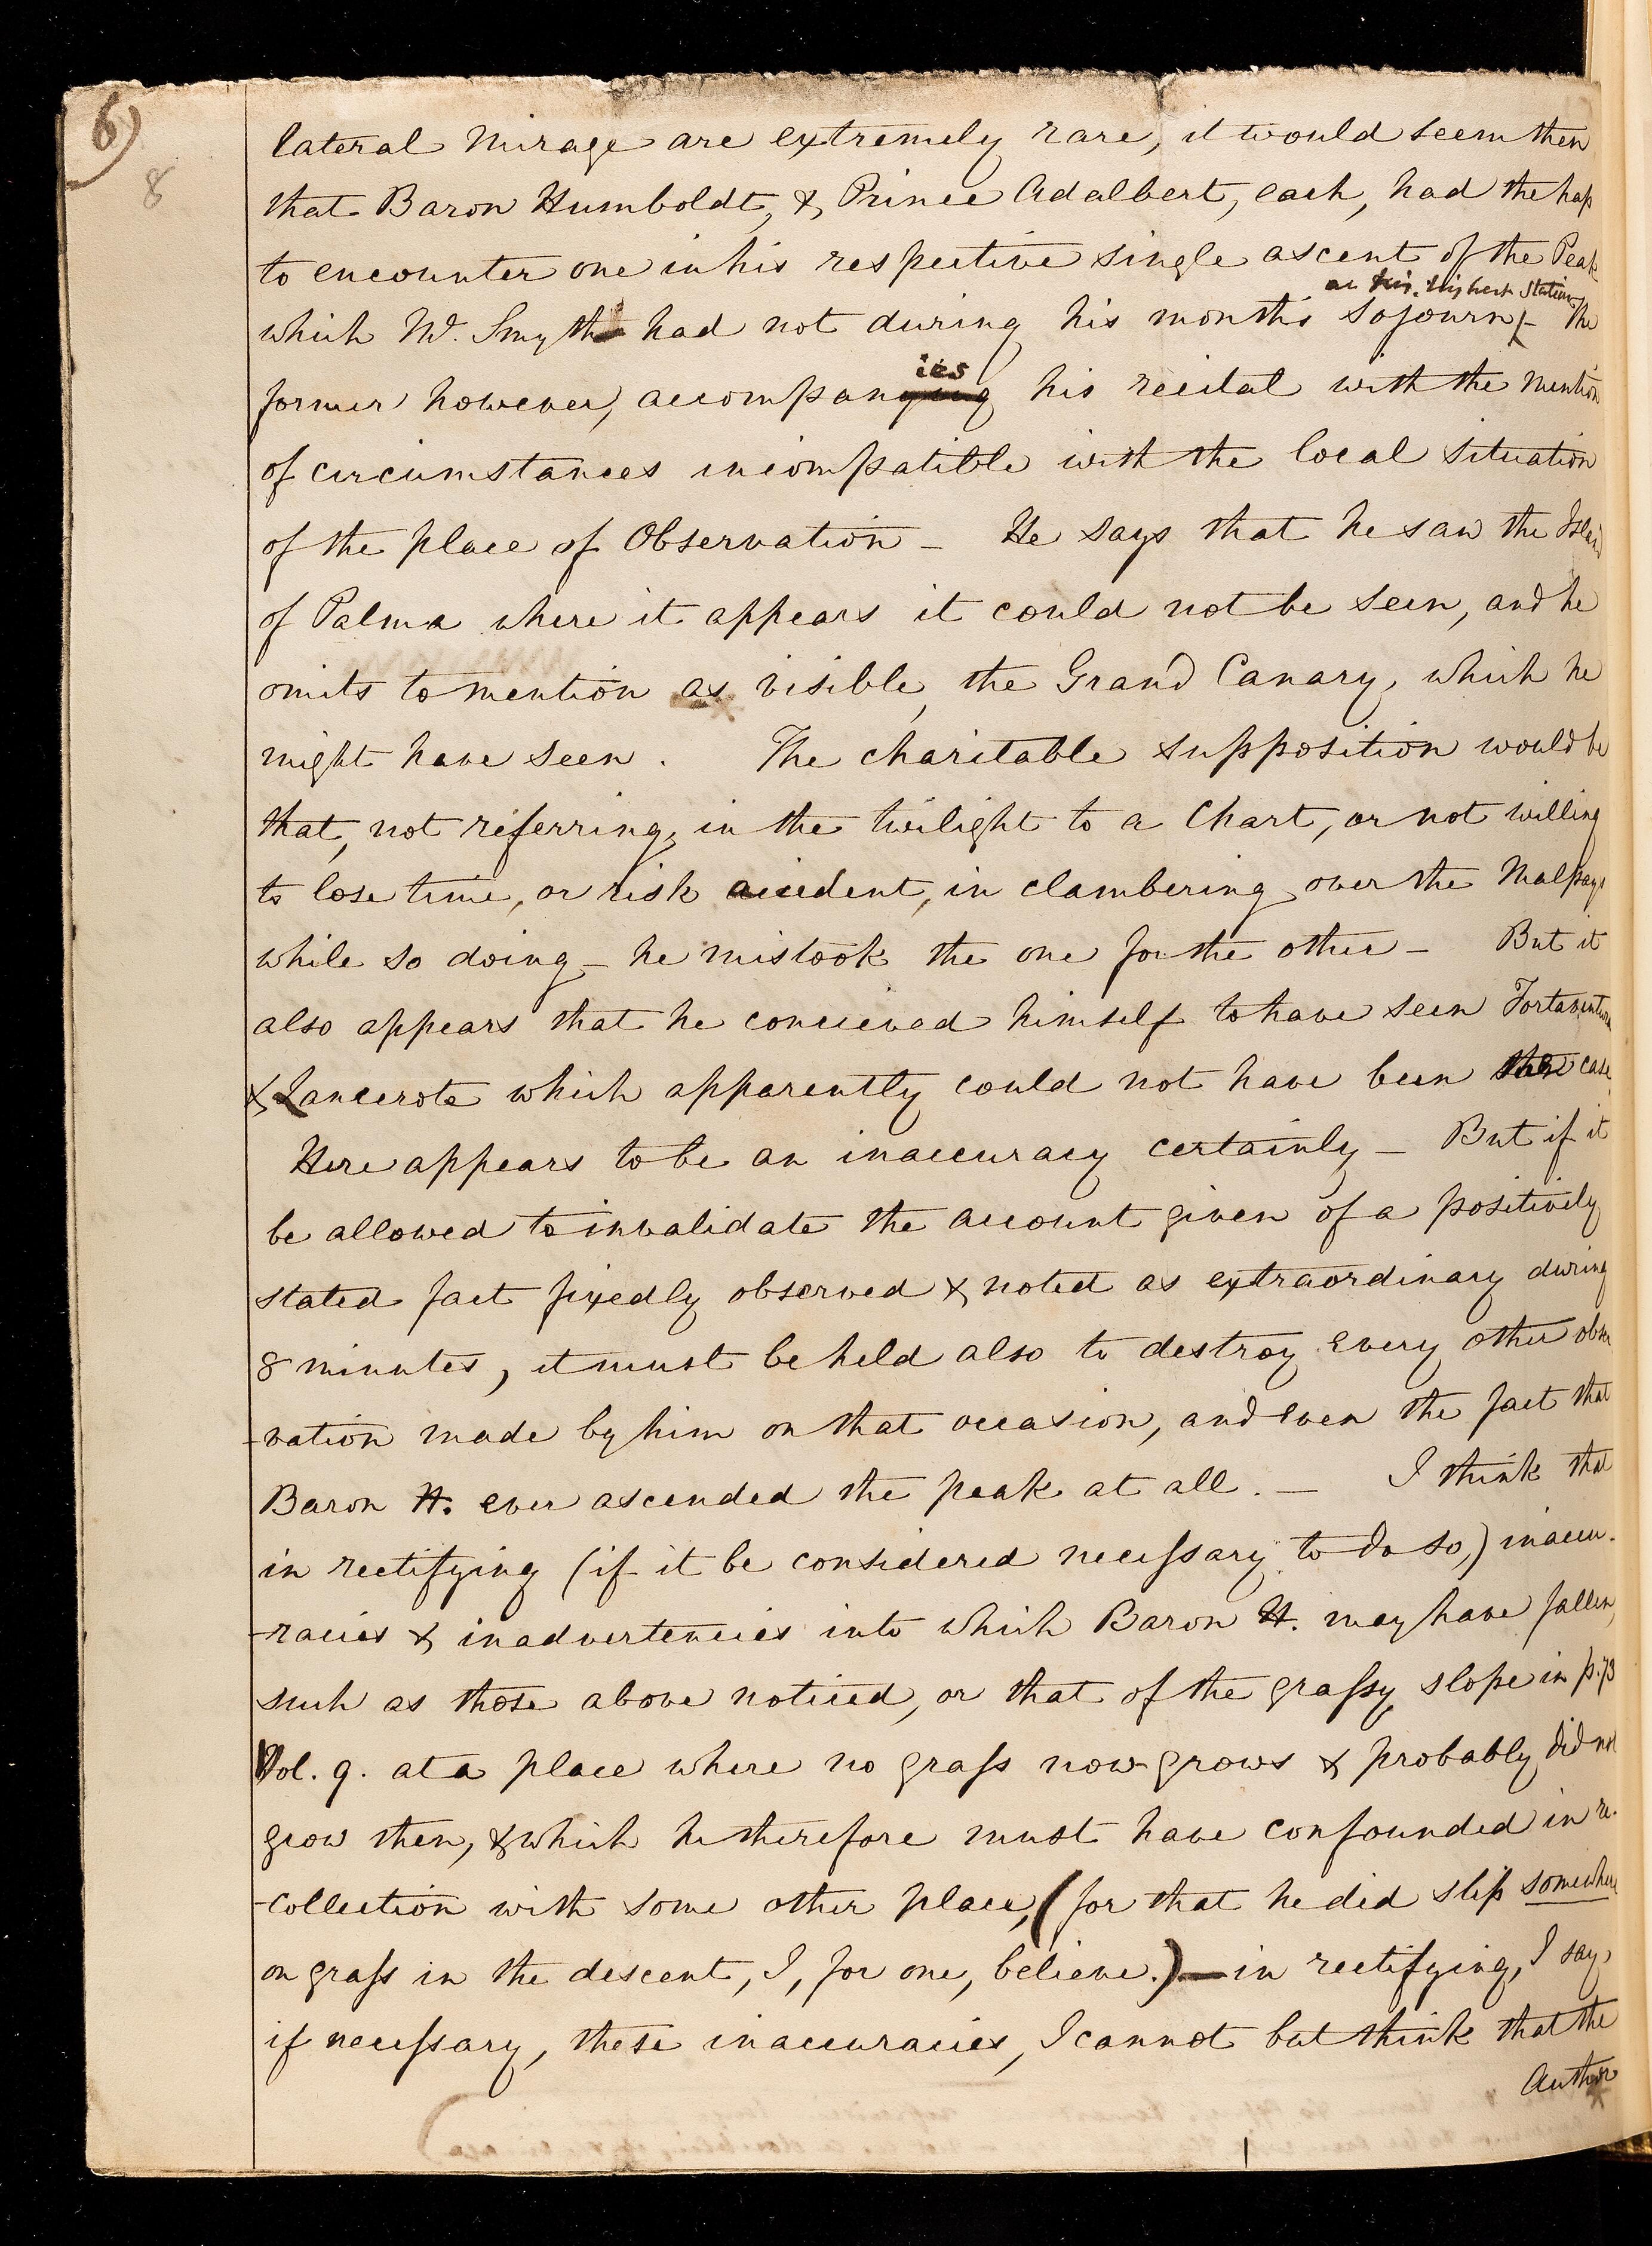 6)
8
lateral Mirage are extremely rare, it would seem then
that Baron Humboldt, & Prince Adalbert, each, had the hap
to encounter one in his respective single ascent of the Peak
at his highest Station
which Mr. Smyth had not during his months sojourn – The
former however, accompanying his recital with the mention
ies
of circumstances incompatible with the local situation
of the place of Observation – He says that he saw the Island
of Palma where it appears it could not be seen, and he
omits to mention as visible, the Grand Canary, which he
might have seen. The charitable supposition would be
that, not referring, in the twilight to a Chart, or not willing
to lose time, or risk accident, in clambering over the Malpays
while so doing – he mistook the one for the other – But it
also appears that he concieved himself to have seen Fortaventura
& Lancerote which apparently could not have been the case
Here appears to be an inaccuracy certainly – But if it
be allowed to invalidate the account given of a positively
stated fact fixedly observed & noted as extraordinary during
8 minutes, it must be held also to destroy every other obser
-vation made by him on that occasion, and even the fact that
Baron H. ever ascended the peak at all. – I think that
in rectifying (if it be considered necessary to do so,) inaccu-
-racies & inadvertencies into which Baron H. may have fallen,
such as those above noticed, or that of the grassy slope in p. 73
Vol. 9. at a place where no grass now grows & probably did not
grow then, & which he therefore must have confounded in re-
-collection with some other place, (for that he did slip somewhere
on grass in the descent, I, for one, believe.) – in rectifying, I say,
if necessary, these inaccuracies, I cannot but think that the
Author